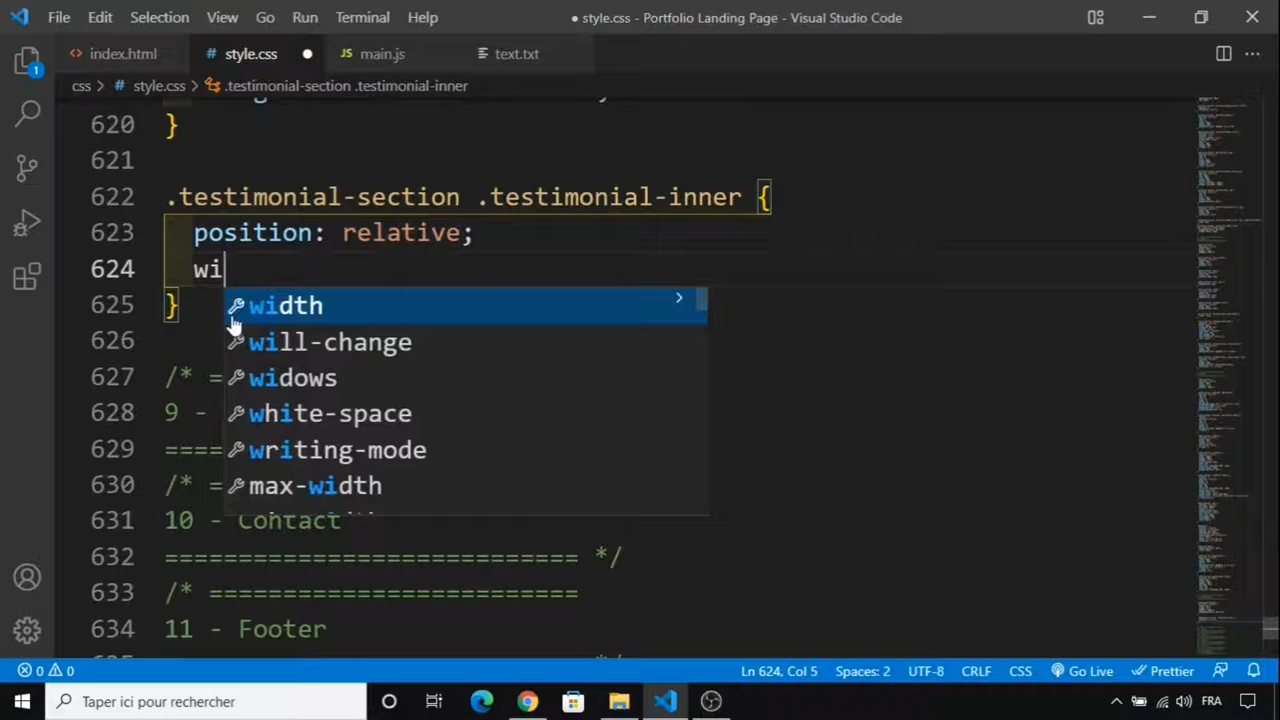 File Edit Selection View Go Run Terminal Help
● style.css - Portfolio Landing Page - Visual Studio Code
<> index.html # style.css ● JS main.js text.txt
css > # style.css > .testimonial-section .testimonial-inner
620 }
621
622 .testimonial-section .testimonial-inner {
623 position: relative;
624 wi
width >
625 }
626
will-change
627 /* =
widows
628 9 -
white-space
629 ====
writing-mode
630 /* =
max-width
631 10 - Contact
632 ============================ */
633 /* =========================
634 11 - Footer
1
0 0 Ln 624, Col 5 Spaces: 2 UTF-8 CRLF CSS Go Live Prettier
Taper ici pour rechercher FRA